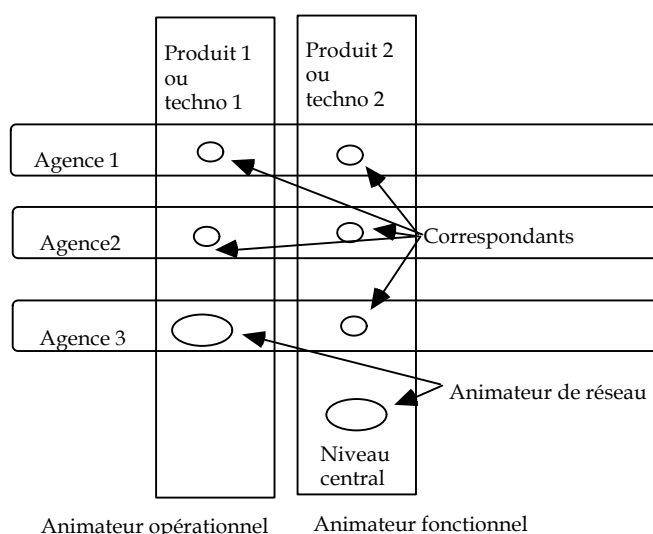 Produit 1
ou
techno 1
Produit 2
ou
techno 2
Agence 1
Agence2
Correspondants
Agence 3
Animateur de réseau
Niveau
central
Animateur opérationnel
Animateur fonctionnel